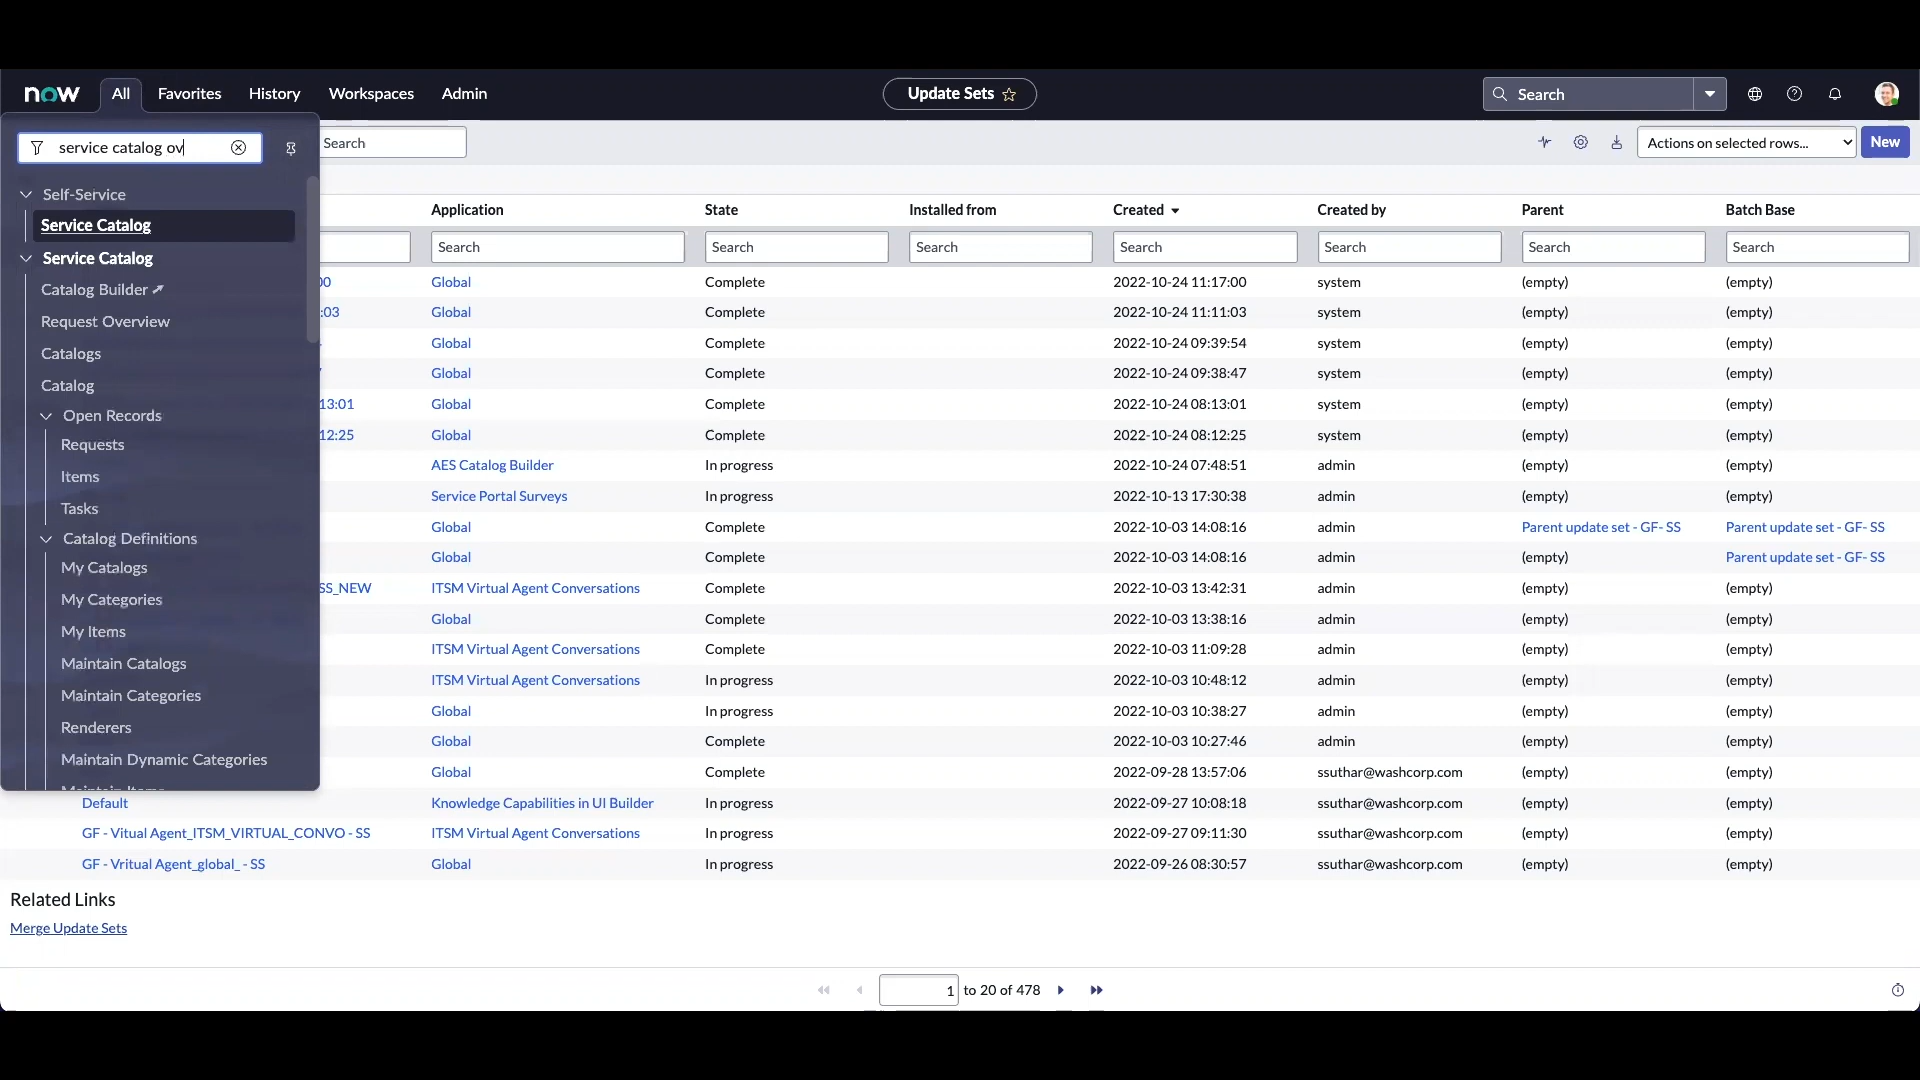 now All Favorites History Workspaces Admin Update Sets Search
service catalog ov Search Actions on selected rows... New
Self-Service
Service Catalog
Service Catalog
Catalog Builder
Request Overview
Catalogs
Catalog
Open Records
Requests
Items
Tasks
Catalog Definitions
My Catalogs
My Categories
My Items
Maintain Catalogs
Maintain Categories
Renderers
Maintain Dynamic Categories
Maintain Items
Application State Installed from Created Created by Parent Batch Base
Search Search Search Search Search Search Search
00 Global Complete 2022-10-24 11:17:00 system (empty) (empty)
:03 Global Complete 2022-10-24 11:11:03 system (empty) (empty)
Global Complete 2022-10-24 09:39:54 system (empty) (empty)
Global Complete 2022-10-24 09:38:47 system (empty) (empty)
13:01 Global Complete 2022-10-24 08:13:01 system (empty) (empty)
12:25 Global Complete 2022-10-24 08:12:25 system (empty) (empty)
AES Catalog Builder In progress 2022-10-24 07:48:51 admin (empty) (empty)
Service Portal Surveys In progress 2022-10-13 17:30:38 admin (empty) (empty)
Global Complete 2022-10-03 14:08:16 admin Parent update set - GF- SS Parent update set - GF- SS
Global Complete 2022-10-03 14:08:16 admin (empty) Parent update set - GF- SS
SS_NEW ITSM Virtual Agent Conversations Complete 2022-10-03 13:42:31 admin (empty) (empty)
Global Complete 2022-10-03 13:38:16 admin (empty) (empty)
ITSM Virtual Agent Conversations Complete 2022-10-03 11:09:28 admin (empty) (empty)
ITSM Virtual Agent Conversations In progress 2022-10-03 10:48:12 admin (empty) (empty)
Global In progress 2022-10-03 10:38:27 admin (empty) (empty)
Global Complete 2022-10-03 10:27:46 admin (empty) (empty)
Global Complete 2022-09-28 13:57:06 ssuthar@washcorp.com (empty) (empty)
Default Knowledge Capabilities in UI Builder In progress 2022-09-27 10:08:18 ssuthar@washcorp.com (empty) (empty)
GF - Vitual Agent_ITSM_VIRTUAL_CONVO - SS ITSM Virtual Agent Conversations In progress 2022-09-27 09:11:30 ssuthar@washcorp.com (empty) (empty)
GF - Vritual Agent_global_ - SS Global In progress 2022-09-26 08:30:57 ssuthar@washcorp.com (empty) (empty)
Related Links
Merge Update Sets
1 to 20 of 478